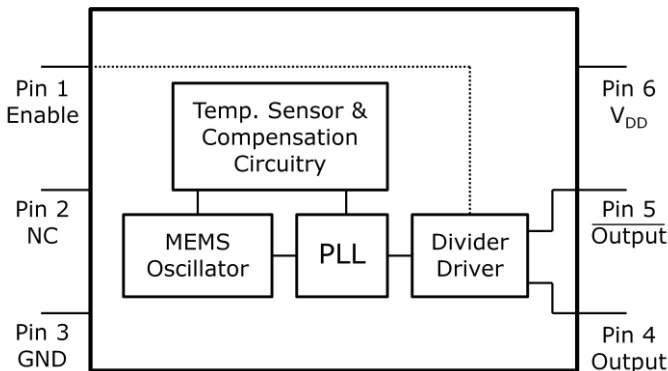 Pin 1
Enable
Pin 2
NC
Pin 3
GND
Temp. Sensor &
Compensation
Circuitry
MEMS
Oscillator
PLL
Divider
Driver
Pin 6
V_DD
Pin 5
Output
Pin 4
Output